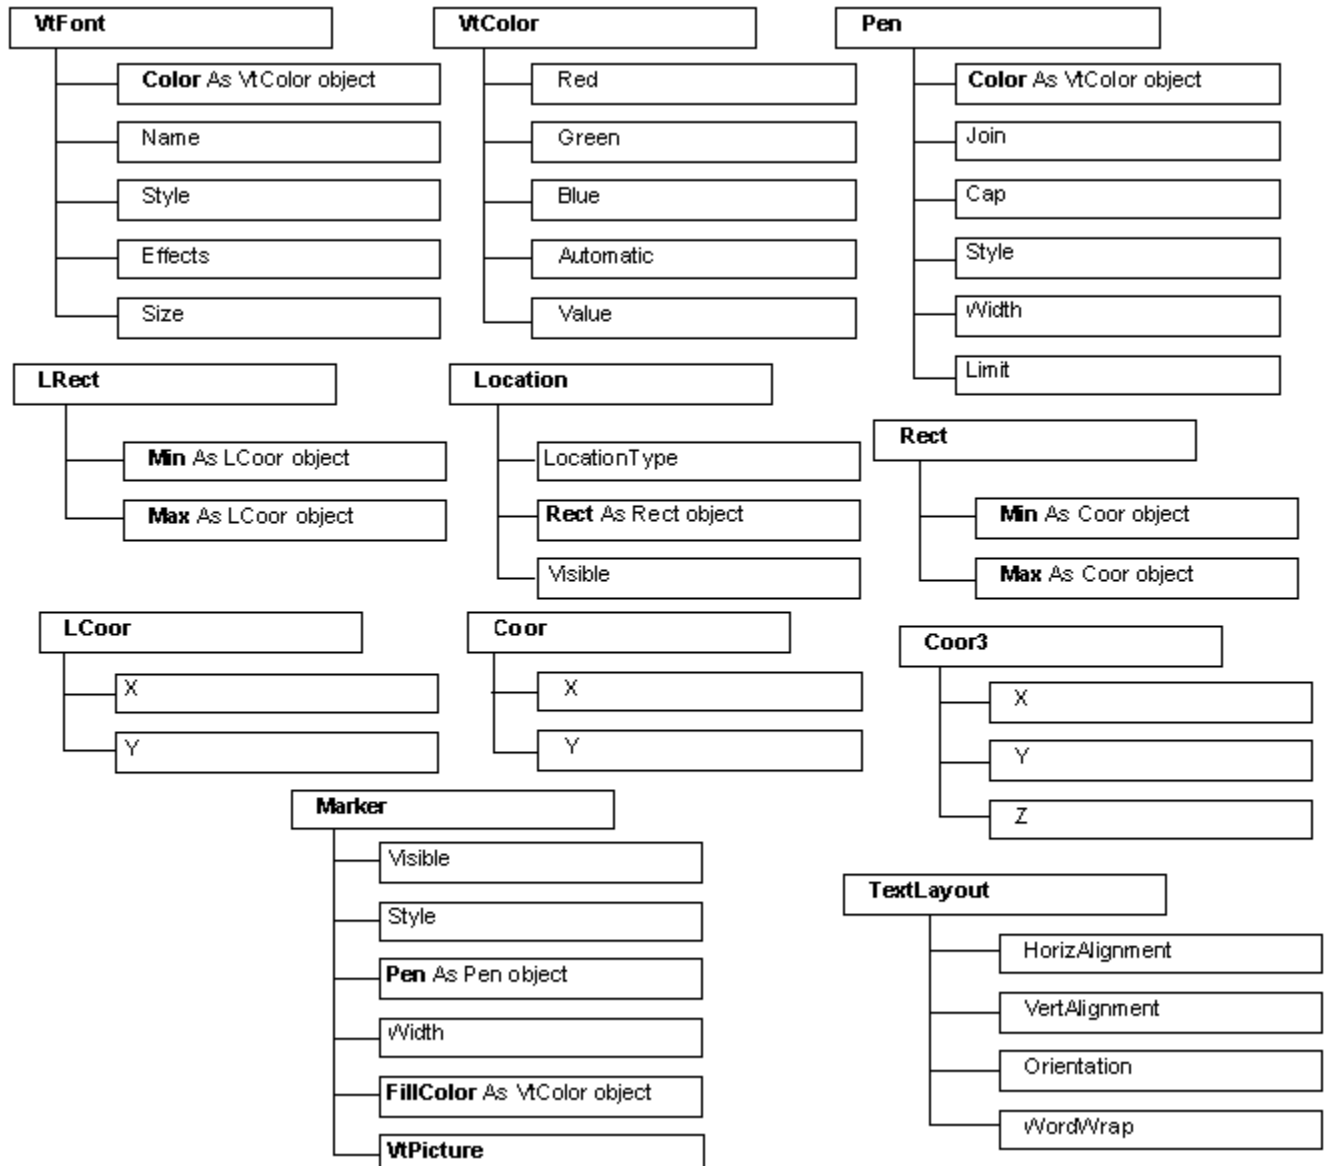 VtFont
Color As VtColor object
Name
Style
Effects
Size
VtColor
Red
Green
Blue
Automatic
Value
Pen
Color As VtColor object
Join
Cap
Style
Width
Limit
LRect
Min As LCoor object
Max As LCoor object
Location
LocationType
Rect As Rect object
Visible
Rect
Min As Coor object
Max As Coor object
LCoor
X
Y
Coor
X
Y
Coor3
X
Y
Z
Marker
Visible
Style
Pen As Pen object
Width
FillColor As VtColor object
VtPicture
TextLayout
HorizAlignment
VertAlignment
Orientation
WordWrap